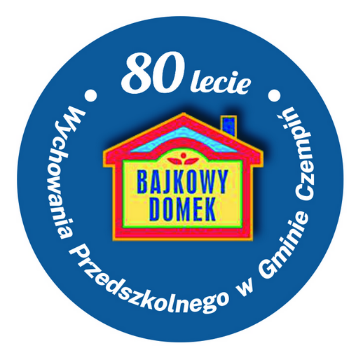 80 lecie
Wychowania Przedszkolnego w Gminie Czempiń
BAJKOWY
DOMEK